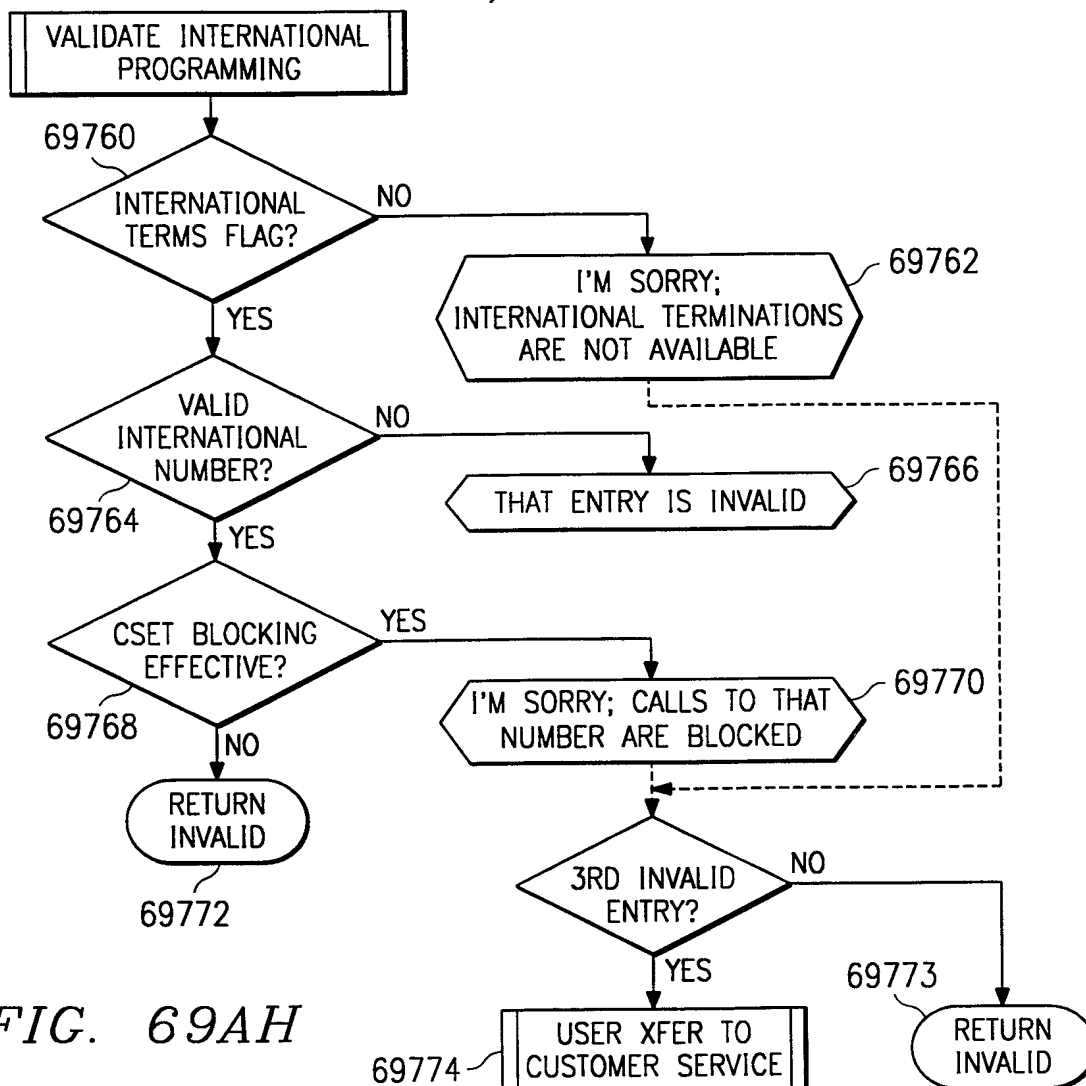 VALIDATE INTERNATIONAL
PROGRAMMING
69760
INTERNATIONAL
TERMS FLAG?
NO
YES
I'M SORRY;
INTERNATIONAL TERMINATIONS
ARE NOT AVAILABLE
69762
VALID
INTERNATIONAL
NUMBER?
NO
69764
YES
THAT ENTRY IS INVALID
69766
CSET BLOCKING
EFFECTIVE?
YES
69768
NO
I'M SORRY; CALLS TO THAT
NUMBER ARE BLOCKED
69770
RETURN
INVALID
69772
3RD INVALID
ENTRY?
NO
YES
69773
RETURN
INVALID
USER XFER TO
CUSTOMER SERVICE
69774
FIG. 69AH